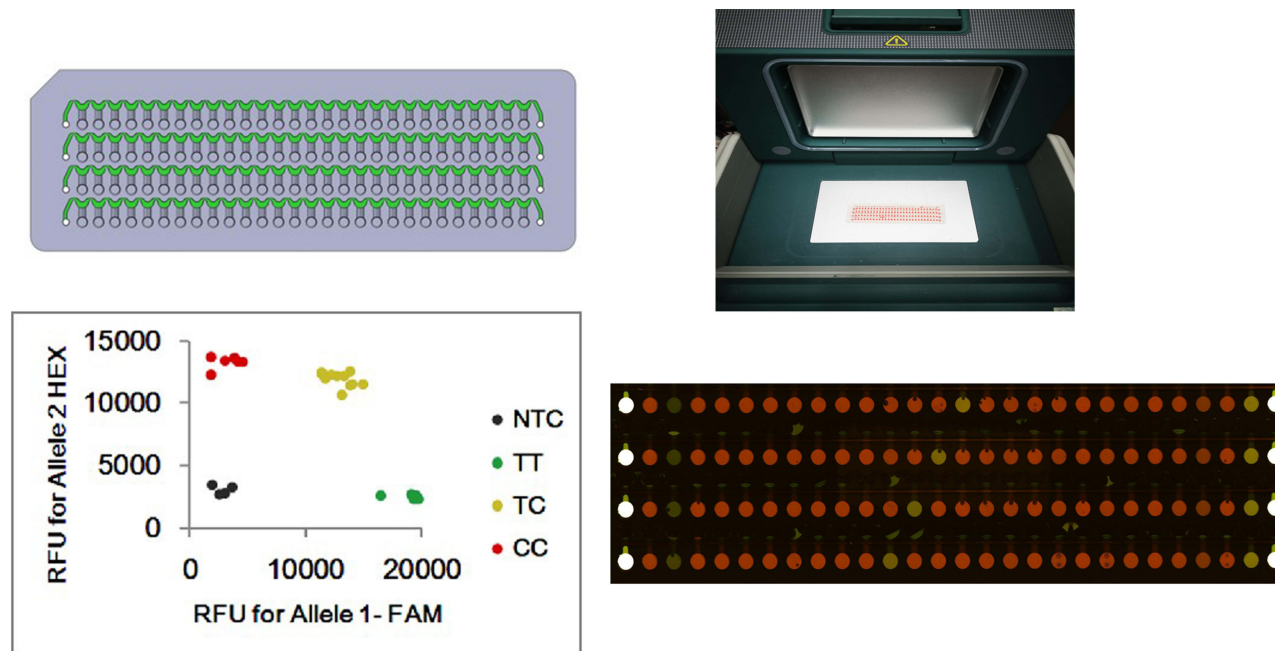 RFU for Allele 2 HEX
15000
10000
5000
0
0 10000 20000
RFU for Allele 1- FAM
NTC
TT
TC
CC